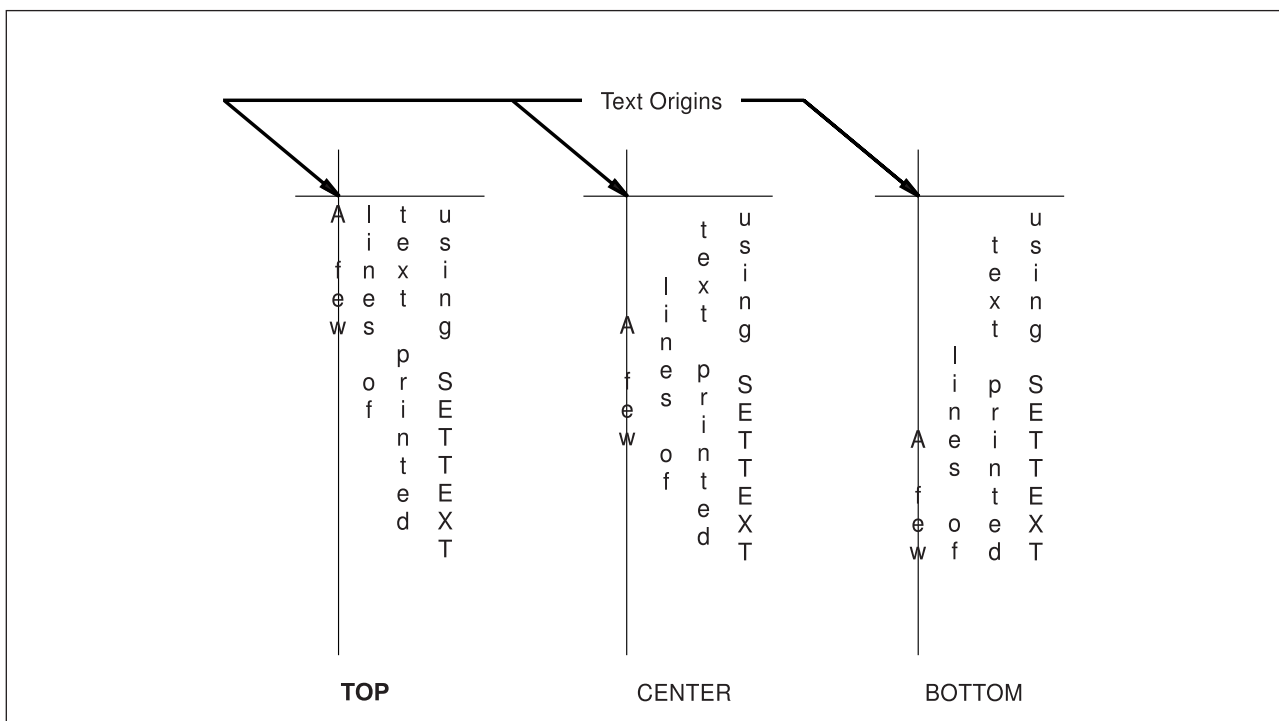 Text Origins
A few
lines of
text printed
using SETTEXT
A few
lines of
text printed
using SETTEXT
A few
lines of
text printed
using SETTEXT
TOP
CENTER
BOTTOM